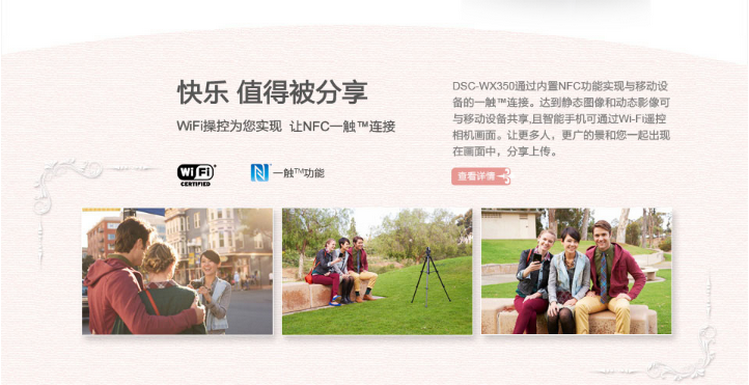 快乐 值得被分享
WiFi操控为您实现 让NFC一触™连接
Wi Fi
CERTIFIED
N 一触™功能
DSC-WX350通过内置NFC功能实现与移动设
备的一触™连接。达到静态图像和动态影像可
与移动设备共享,且智能手机可通过Wi-Fi遥控
相机画面。让更多人，更广的景和您一起出现
在画面中，分享上传。
查看详情